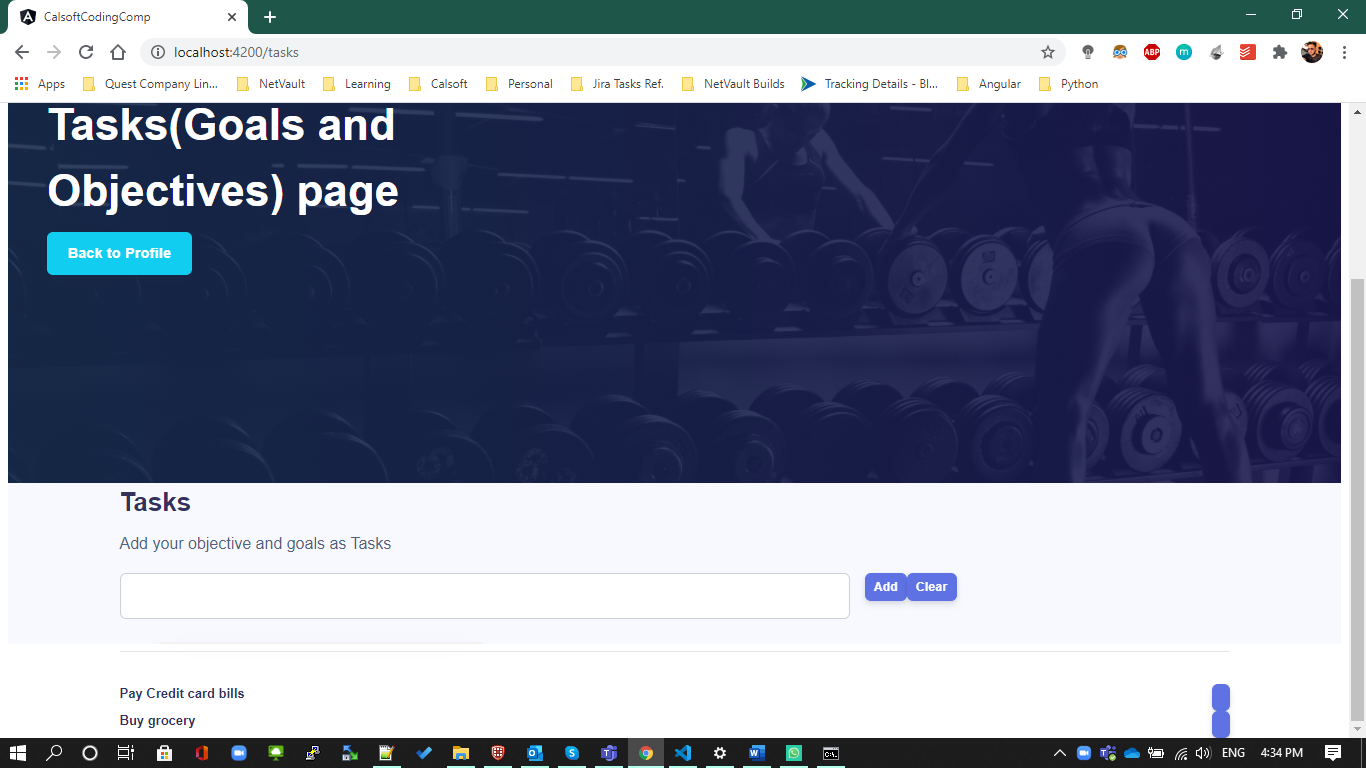 CalsoftCodingComp
localhost:4200/tasks
ABP
m
Apps
Quest Company Lin...
NetVault
Learning
Calsoft
Personal
Jira Tasks Ref.
NetVault Builds
Tracking Details - Bl...
Angular
Python
Tasks(Goals and
Objectives) page
Back to Profile
Tasks
Add your objective and goals as Tasks
Add
Clear
Pay Credit card bills
Buy grocery
ENG
4:34 PM